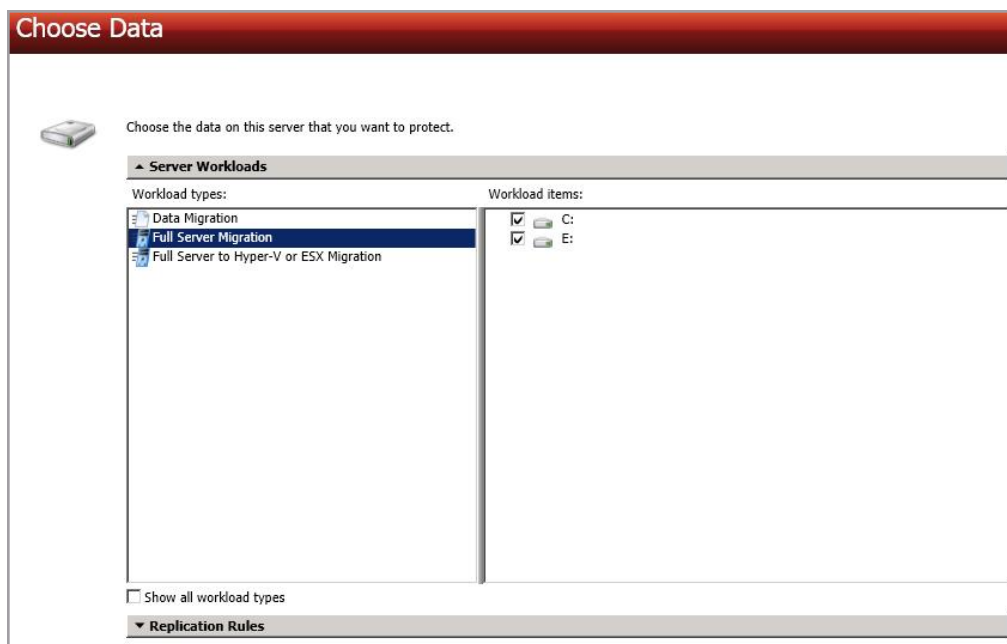 Choose Data
Choose the data on this server that you want to protect.
Server Workloads
Workload types:
Data Migration
Full Server Migration
Full Server to Hyper-V or ESX Migration
Show all workload types
Workload items:
C:
E:
Replication Rules